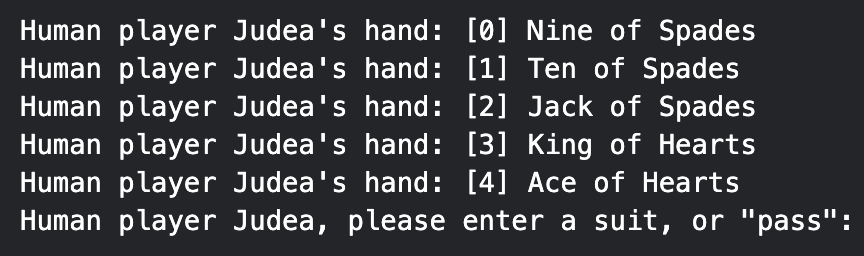 Human player Judea's hand: [0] Nine of Spades
Human player Judea's hand: [1] Ten of Spades
Human player Judea's hand: [2] Jack of Spades
Human player Judea's hand: [3] King of Hearts
Human player Judea's hand: [4] Ace of Hearts
Human player Judea, please enter a suit, or "pass":